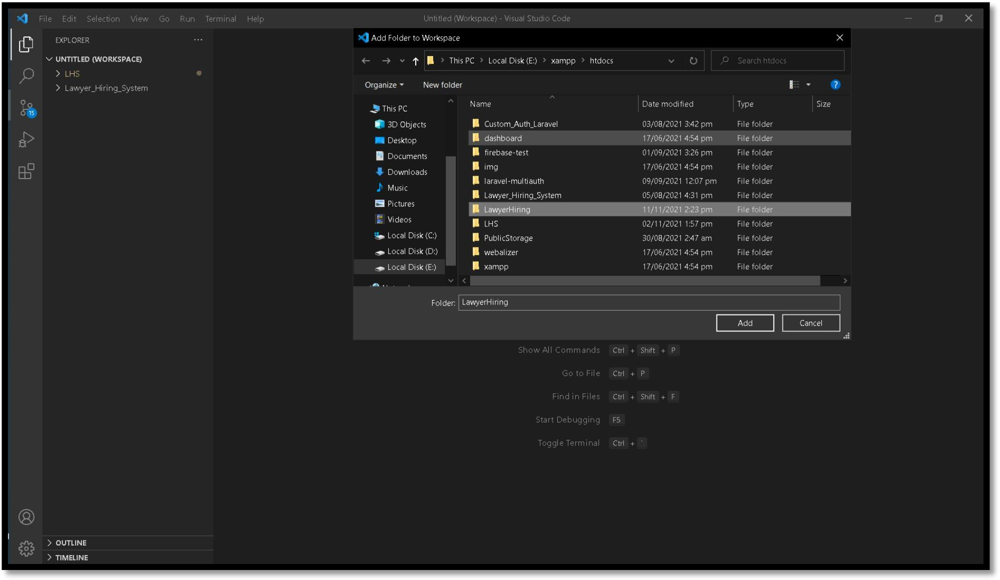 File Edit Selection View Go Run Terminal Help Untitled (Workspace) - Visual Studio Code
EXPLORER ...
UNTITLED (WORKSPACE)
LHS
Lawyer_Hiring_System
15
Add Folder to Workspace
This PC > Local Disk (E:) > xampp > htdocs Search htdocs
Organize New folder ?
This PC
3D Objects
Desktop
Documents
Downloads
Music
Pictures
Videos
Local Disk (C:)
Local Disk (D:)
Local Disk (E:)
Name Date modified Type Size
Custom_Auth_Laravel 03/08/2021 3:42 pm File folder
dashboard 17/06/2021 4:54 pm File folder
firebase-test 01/09/2021 3:26 pm File folder
img 17/06/2021 4:54 pm File folder
laravel-multiauth 09/09/2021 12:07 pm File folder
Lawyer_Hiring_System 05/08/2021 4:31 pm File folder
LawyerHiring 11/11/2021 2:23 pm File folder
LHS 02/11/2021 1:57 pm File folder
PublicStorage 30/08/2021 2:47 am File folder
webalizer 17/06/2021 4:54 pm File folder
xampp 17/06/2021 4:54 pm File folder
Folder: LawyerHiring
Add Cancel
Show All Commands Ctrl + Shift + P
Go to File Ctrl + P
Find in Files Ctrl + Shift + F
Start Debugging F5
Toggle Terminal Ctrl + `
OUTLINE
TIMELINE